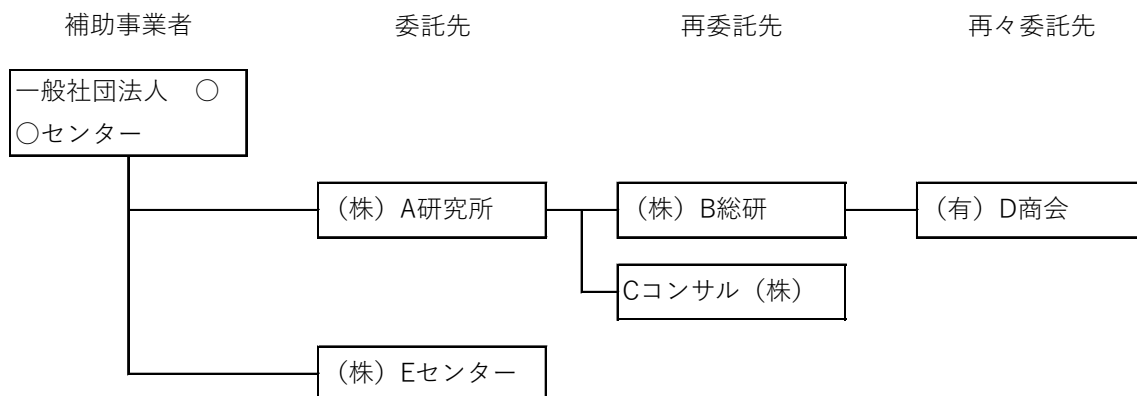 補助事業者 委託先 再委託先 再々委託先
一般社団法人 ○
○センター
(株) A研究所 (株) B総研 (有) D商会
Cコンサル (株)
(株) Eセンター